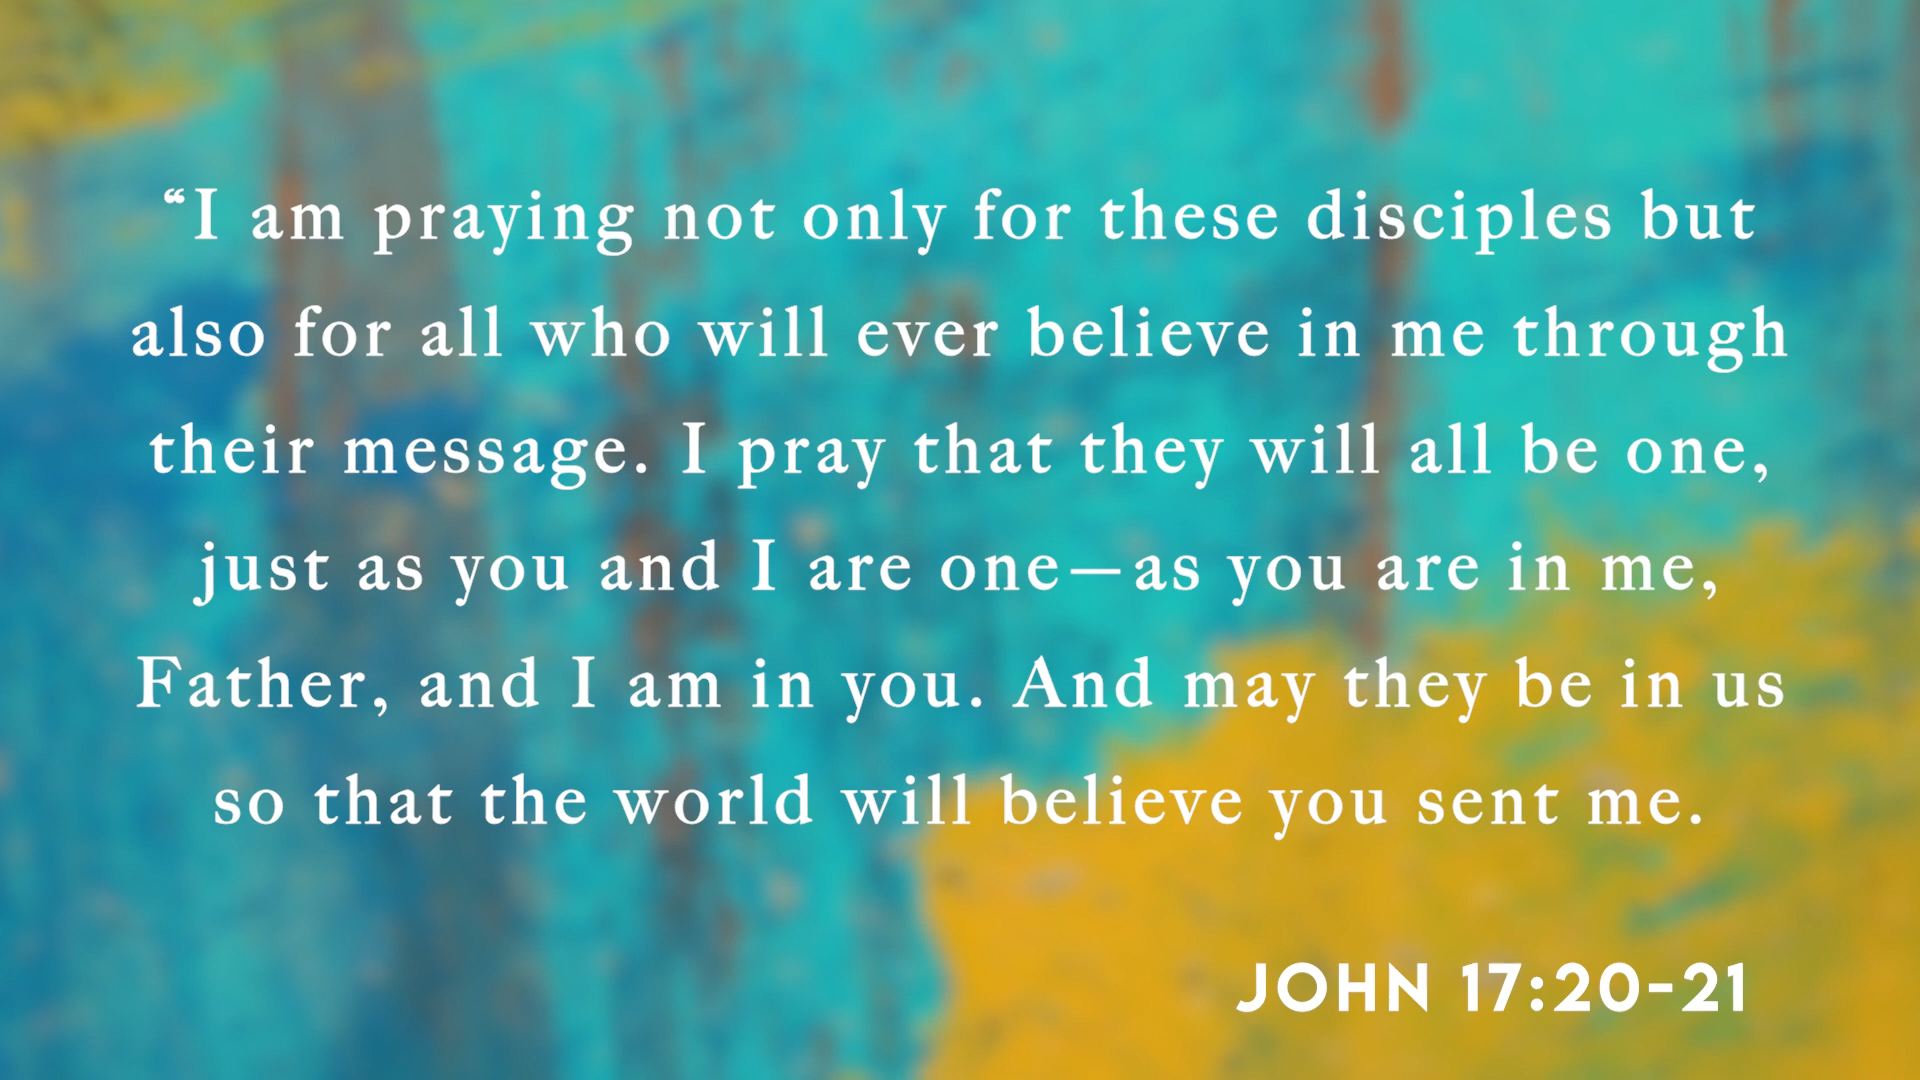 “I am praying not only for these disciples but
also for all who will ever believe in me through
their message. I pray that they will all be one,
just as you and I are one—as you are in me,
Father, and I am in you. And may they be in us
so that the world will believe you sent me.
JOHN 17:20-21